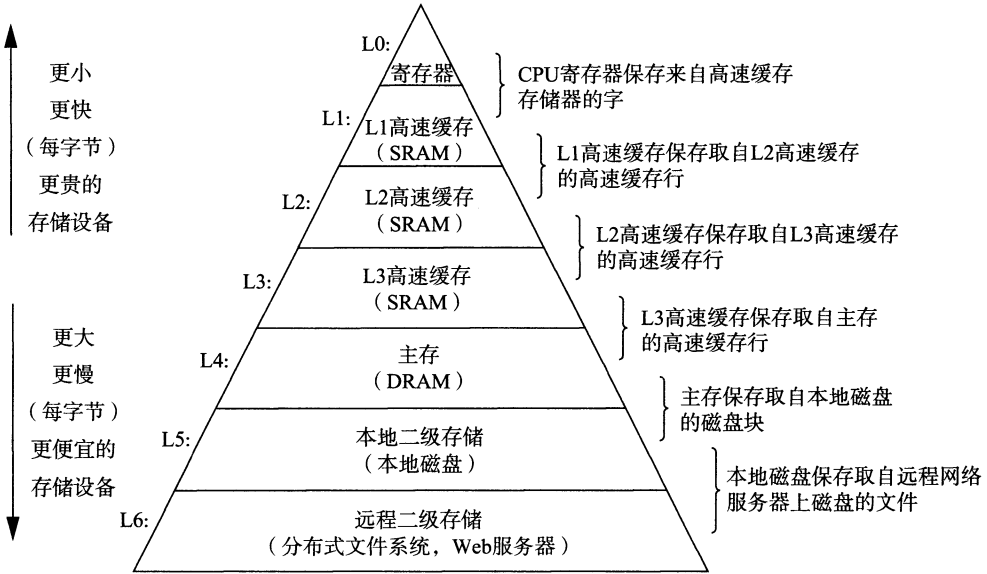 更小
更快
（每字节）
更贵的
存储设备
更大
更慢
（每字节）
更便宜的
存储设备
L0:
寄存器
CPU寄存器保存来自高速缓存
存储器的字
L1:
L1高速缓存
（SRAM）
L1高速缓存保存取自L2高速缓存
的高速缓存行
L2:
L2高速缓存
（SRAM）
L2高速缓存保存取自L3高速缓存
的高速缓存行
L3:
L3高速缓存
（SRAM）
L3高速缓存保存取自主存
的高速缓存行
L4:
主存
（DRAM）
主存保存取自本地磁盘
的磁盘块
L5:
本地二级存储
（本地磁盘）
本地磁盘保存取自远程网络
服务器上磁盘的文件
L6:
远程二级存储
（分布式文件系统，Web服务器）